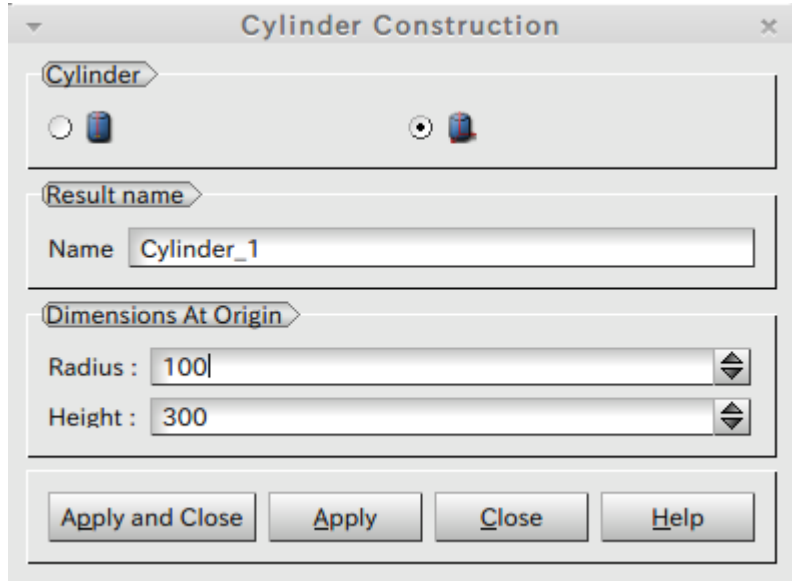 Cylinder Construction
Cylinder
Result name
Name Cylinder_1
Dimensions At Origin
Radius : 100
Height : 300
Apply and Close Apply Close Help